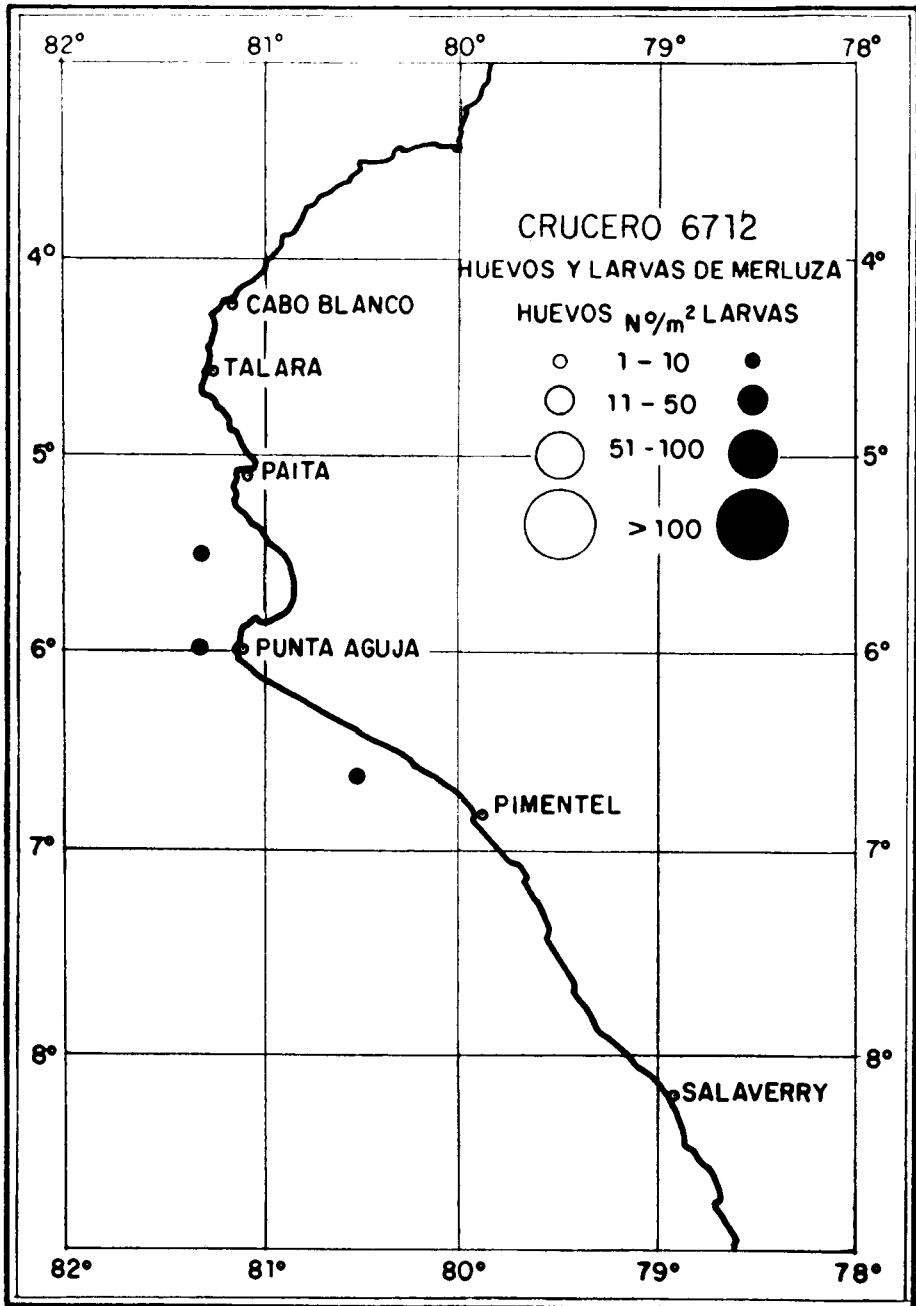 82° 81° 80° 79° 78°
CRUCERO 6712
4° 4°
HUEVOS Y LARVAS DE MERLUZA
CABO BLANCO
HUEVOS Nº/m² LARVAS
1 - 10
TALARA
11 - 50
51 - 100
5° 5°
PAITA
> 100
6° PUNTA AGUJA 6°
PIMENTEL
7° 7°
8° 8°
SALAVERRY
82° 81° 80° 79° 78°